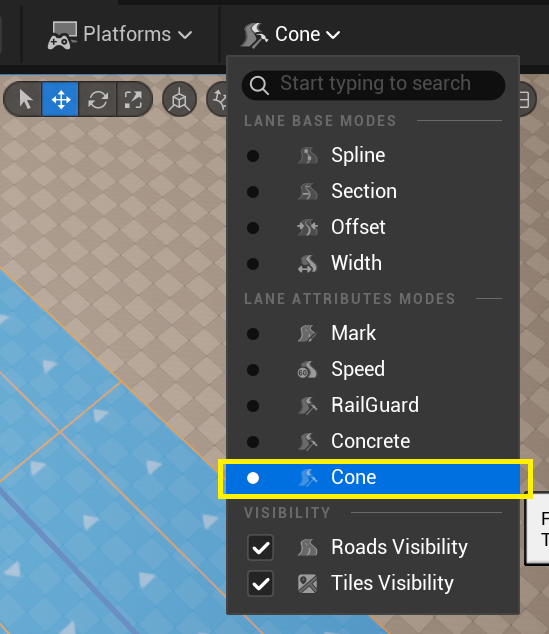 Platforms
Cone
Start typing to search
LANE BASE MODES
Spline
Section
Offset
Width
LANE ATTRIBUTES MODES
Mark
60
Speed
RailGuard
Concrete
Cone
VISIBILITY
Roads Visibility
Tiles Visibility
F
T